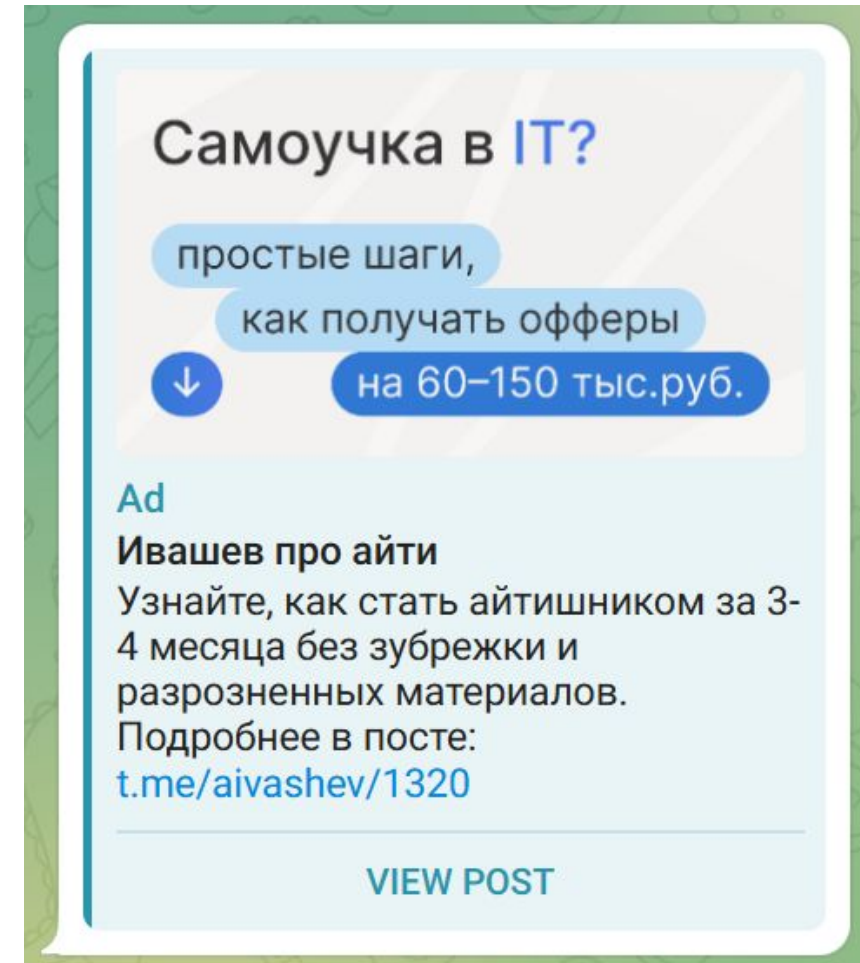 Самоучка в IT?
простые шаги,
как получать офферы
на 60–150 тыс.руб.
Ad
Ивашев про айти
Узнайте, как стать айтишником за 3-
4 месяца без зубрежки и
разрозненных материалов.
Подробнее в посте:
t.me/aivashev/1320
VIEW POST